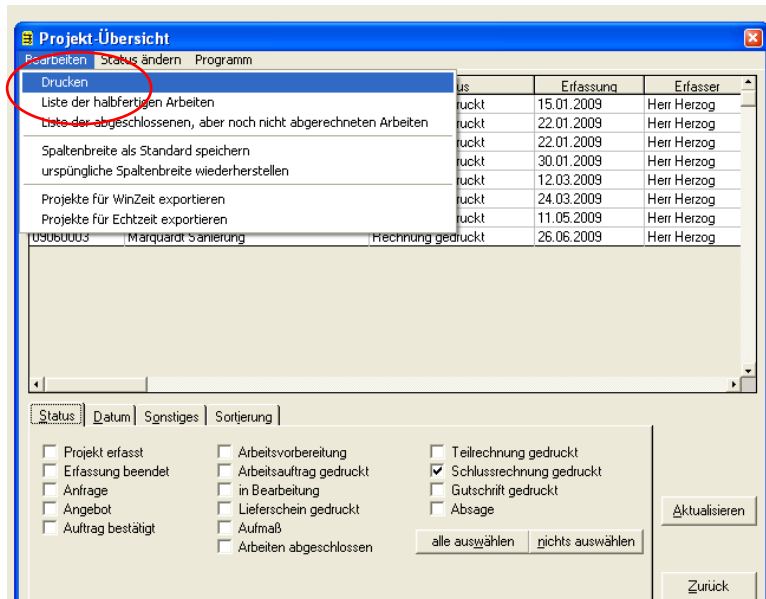 Projekt-Übersicht
Bearbeiten Status ändern Programm
Drucken
Liste der halbfertigen Arbeiten
Liste der abgeschlossenen, aber noch nicht abgerechneten Arbeiten
Spaltenbreite als Standard speichern
urspüngliche Spaltenbreite wiederherstellen
Projekte für WinZeit exportieren
Projekte für Echtzeit exportieren
us Erfassung Erfasser
ruckt 15.01.2009 Herr Herzog
ruckt 22.01.2009 Herr Herzog
ruckt 22.01.2009 Herr Herzog
ruckt 30.01.2009 Herr Herzog
ruckt 12.03.2009 Herr Herzog
ruckt 24.03.2009 Herr Herzog
ruckt 11.05.2009 Herr Herzog
09060003 Marquardt Sanierung Rechnung gedruckt 26.06.2009 Herr Herzog
Status Datum Sonstiges Sortierung
Projekt erfasst Arbeitsvorbereitung Teilrechnung gedruckt
Erfassung beendet Arbeitsauftrag gedruckt Schlussrechnung gedruckt
Anfrage in Bearbeitung Gutschrift gedruckt
Angebot Lieferschein gedruckt Absage
Auftrag bestätigt Aufmaß
Arbeiten abgeschlossen
alle auswählen nichts auswählen
Aktualisieren
Zurück